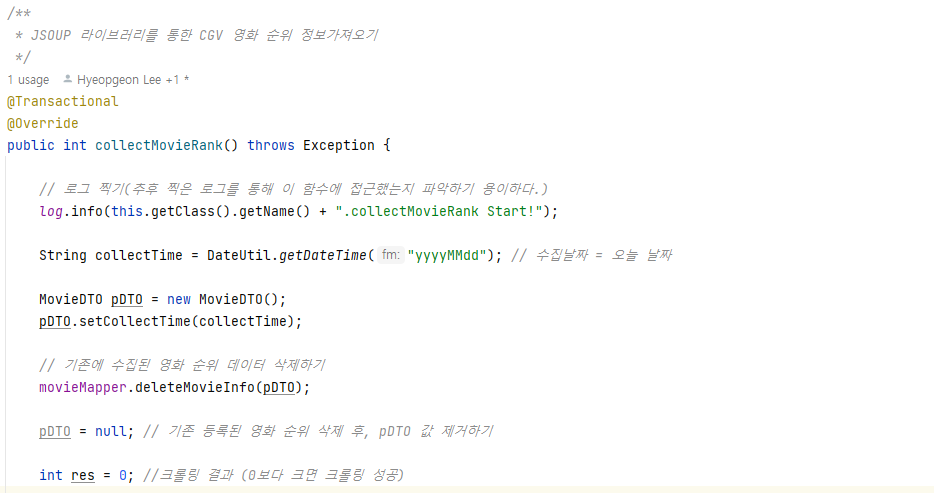 /**
 * JSOUP 라이브러리를 통한 CGV 영화 순위 정보가져오기
 */
1 usage Hyeopgeon Lee +1 *
@Transactional
@Override
public int collectMovieRank() throws Exception {
// 로그 찍기(추후 찍은 로그를 통해 이 함수에 접근했는지 파악하기 용이하다.)
log.info(this.getClass().getName() + ".collectMovieRank Start!");
String collectTime = DateUtil.getDateTime( fm: "yyyyMMdd"); // 수집날짜 = 오늘 날짜
MovieDTO pDTO = new MovieDTO();
pDTO.setCollectTime(collectTime);
// 기존에 수집된 영화 순위 데이터 삭제하기
movieMapper.deleteMovieInfo(pDTO);
pDTO = null; // 기존 등록된 영화 순위 삭제 후, pDTO 값 제거하기
int res = 0; //크롤링 결과 (0보다 크면 크롤링 성공)